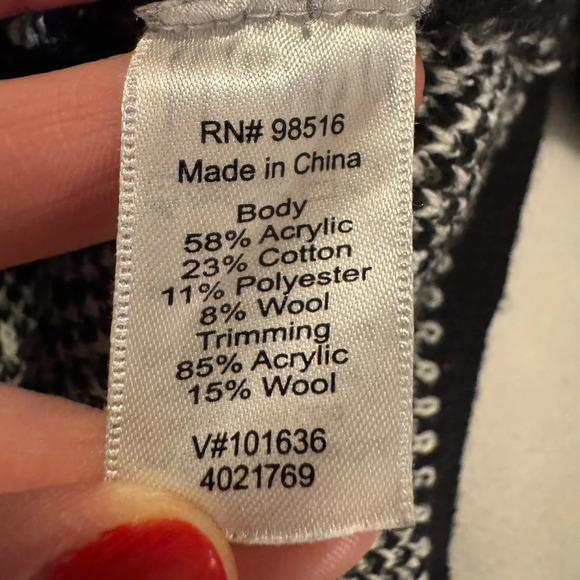 RN# 98516
Made in China
Body
58% Acrylic
23% Cotton
11% Polyester
8% Wool
Trimming
85% Acrylic
15% Wool
V#101636
4021769